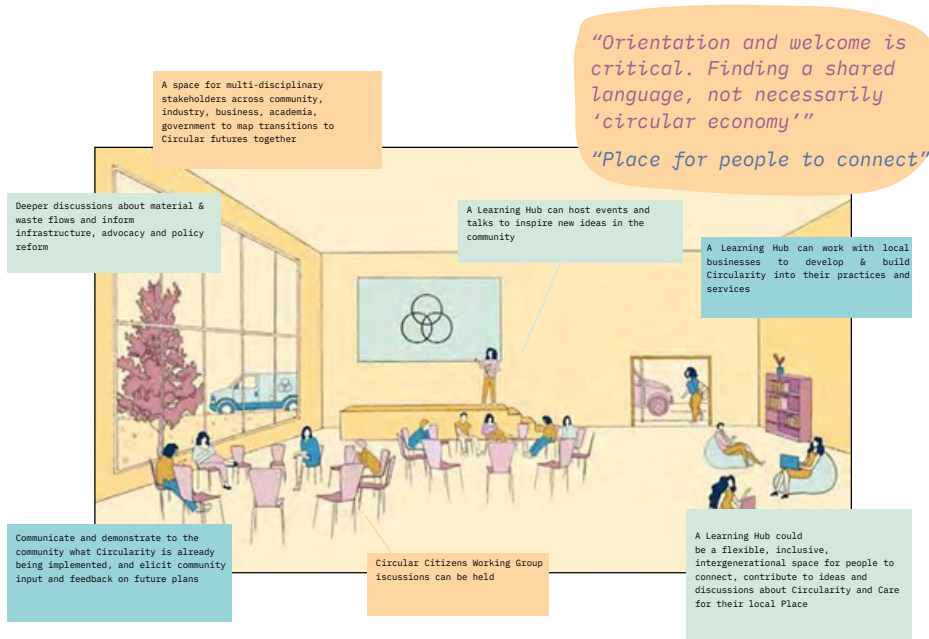 “Orientation and welcome is
critical. Finding a shared
language, not necessarily
‘circular economy’”
“Place for people to connect”
A space for multi-disciplinary
stakeholders across community,
industry, business, academia,
government to map transitions to
Circular futures together
Deeper discussions about material &
waste flows and inform
infrastructure, advocacy and policy
reform
A Learning Hub can host events and
talks to inspire new ideas in the
community
A Learning Hub can work with local
businesses to develop & build
Circularity into their practices and
services
Communicate and demonstrate to the
community what Circularity is already
being implemented, and elicit community
input and feedback on future plans
Circular Citizens Working Group
iscussions can be held
A Learning Hub could
be a flexible, inclusive,
intergenerational space for people to
connect, contribute to ideas and
discussions about Circularity and Care
for their local Place